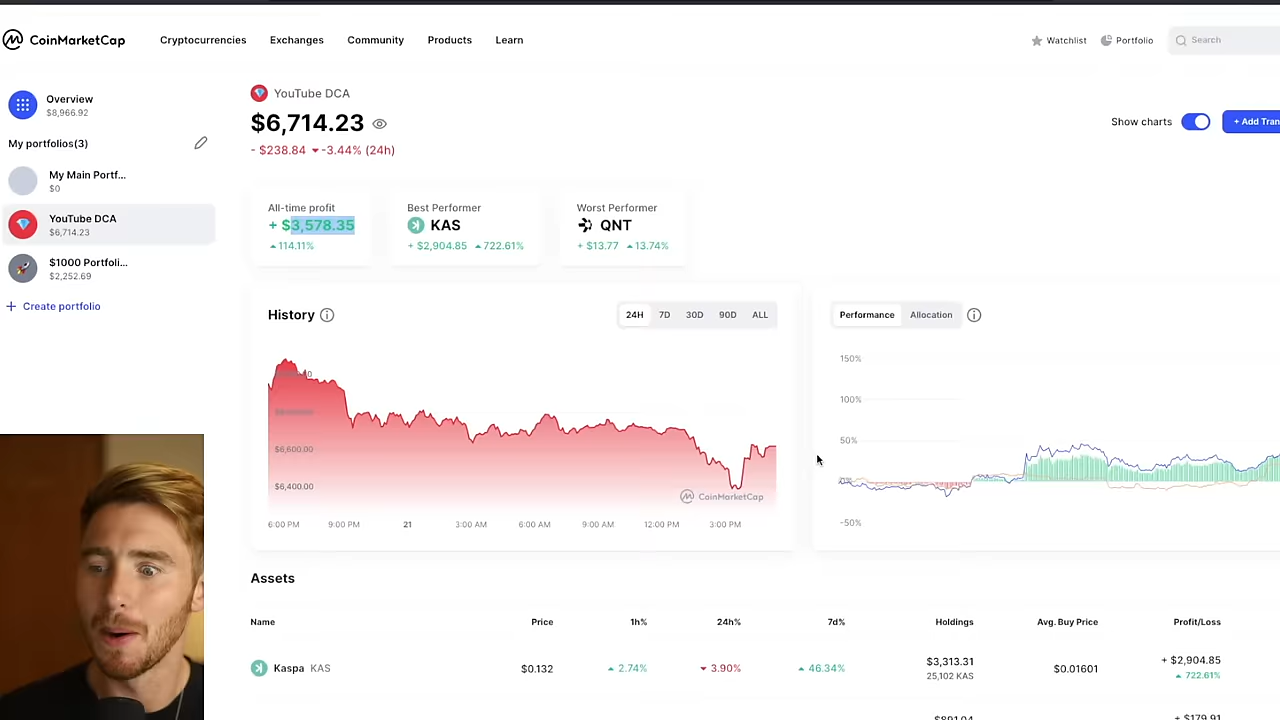 CoinMarketCap Cryptocurrencies Exchanges Community Products Learn Watchlist Portfolio Search
Overview
$8,966.92
My portfolios(3)
My Main Portf...
$0
YouTube DCA
$6,714.23
$1000 Portfoli...
$2,252.69
+ Create portfolio
YouTube DCA
$6,714.23
- $238.84 -3.44% (24h)
Show charts
+ Add Tran
All-time profit
+ $3,578.35
114.11%
Best Performer
KAS
+ $2,904.85 722.61%
Worst Performer
QNT
+ $13.77 13.74%
History
24H 7D 30D 90D ALL
$6,600.00
$6,400.00
CoinMarketCap
6:00 PM 9:00 PM 21 3:00 AM 6:00 AM 9:00 AM 12:00 PM 3:00 PM
Performance Allocation
150%
100%
50%
0%
-50%
Assets
Name Price 1h% 24h% 7d% Holdings Avg. Buy Price Profit/Loss
Kaspa KAS $0.132 2.74% 3.90% 46.34% $3,313.31 $0.01601 + $2,904.85
25,102 KAS 722.61%